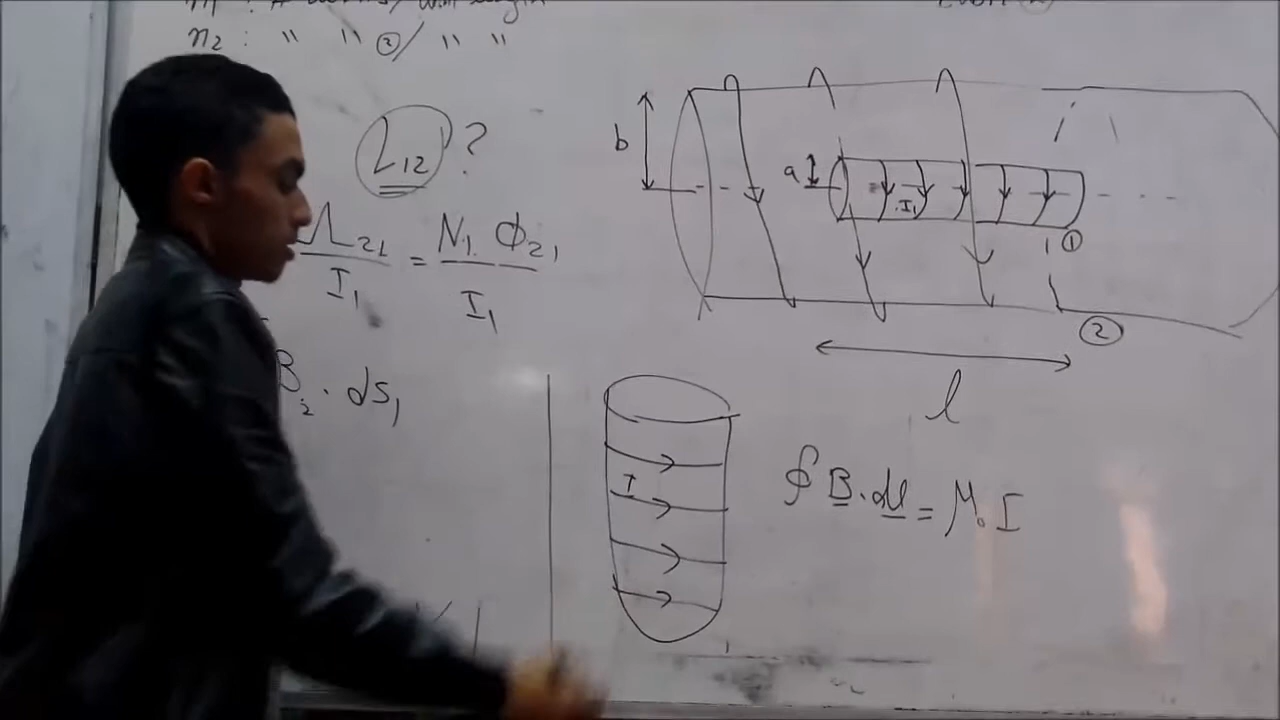 n₂ : " " ② / " "
L₁₂ ?
Λ₂₁ / I₁ = N₁ Φ₂₁ / I₁
B₂ . ds₁
b
a
I₁
①
②
l
I
∮ B . dl = μ₀ I